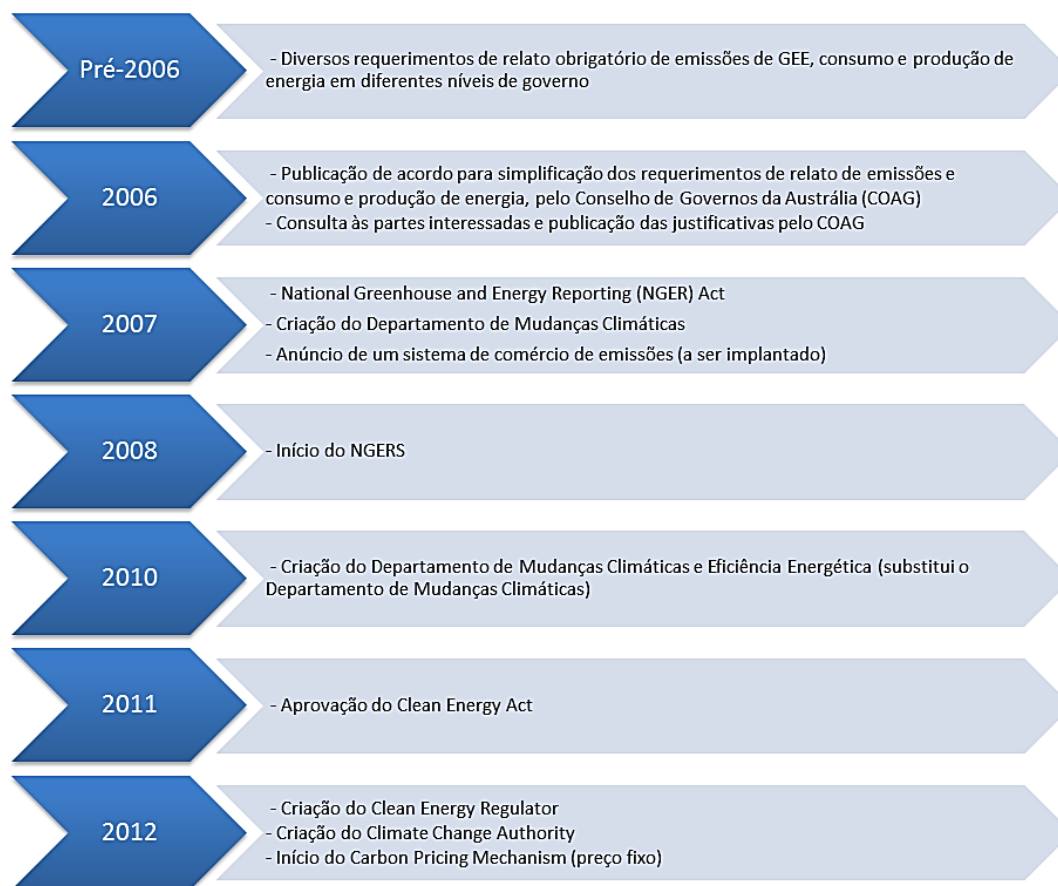 Pré-2006
- Diversos requerimentos de relato obrigatório de emissões de GEE, consumo e produção de
energia em diferentes níveis de governo
2006
- Publicação de acordo para simplificação dos requerimentos de relato de emissões e
consumo e produção de energia, pelo Conselho de Governos da Austrália (COAG)
- Consulta às partes interessadas e publicação das justificativas pelo COAG
2007
- National Greenhouse and Energy Reporting (NGER) Act
- Criação do Departamento de Mudanças Climáticas
- Anúncio de um sistema de comércio de emissões (a ser implantado)
2008
- Início do NGERS
2010
- Criação do Departamento de Mudanças Climáticas e Eficiência Energética (substitui o
Departamento de Mudanças Climáticas)
2011
- Aprovação do Clean Energy Act
2012
- Criação do Clean Energy Regulator
- Criação do Climate Change Authority
- Início do Carbon Pricing Mechanism (preço fixo)